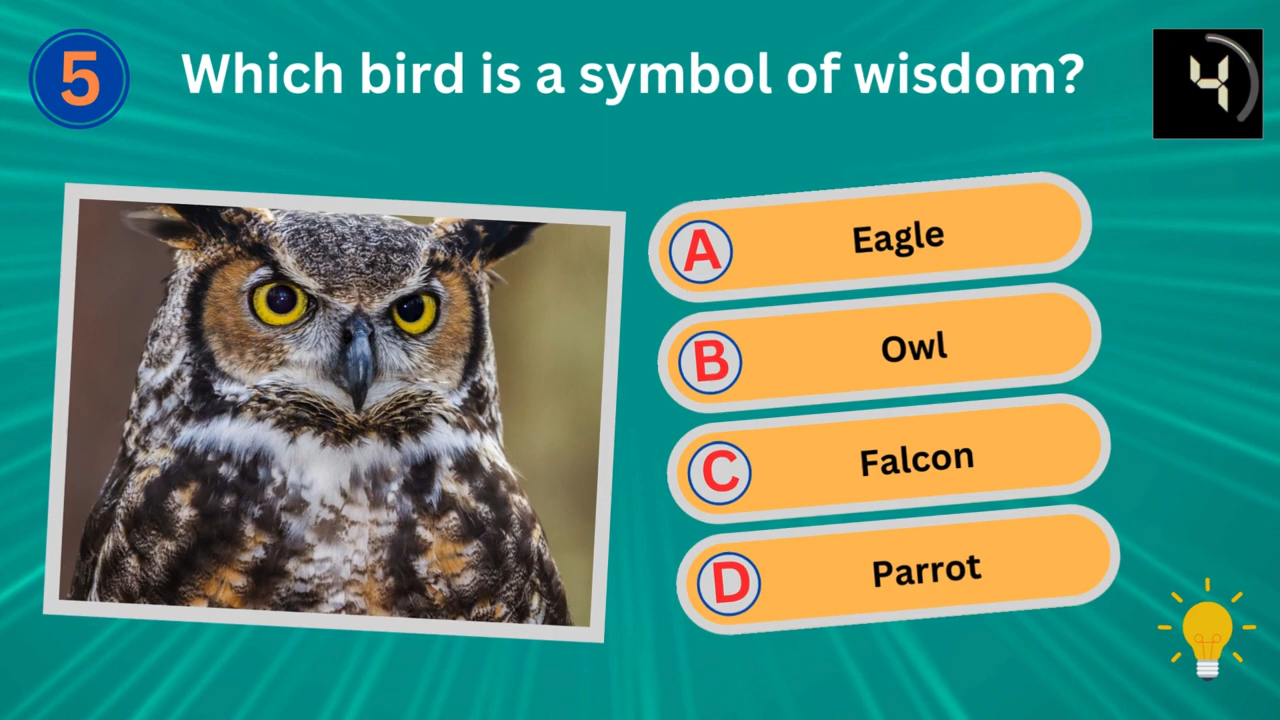 5
Which bird is a symbol of wisdom?
4
A
Eagle
B
Owl
C
Falcon
D
Parrot